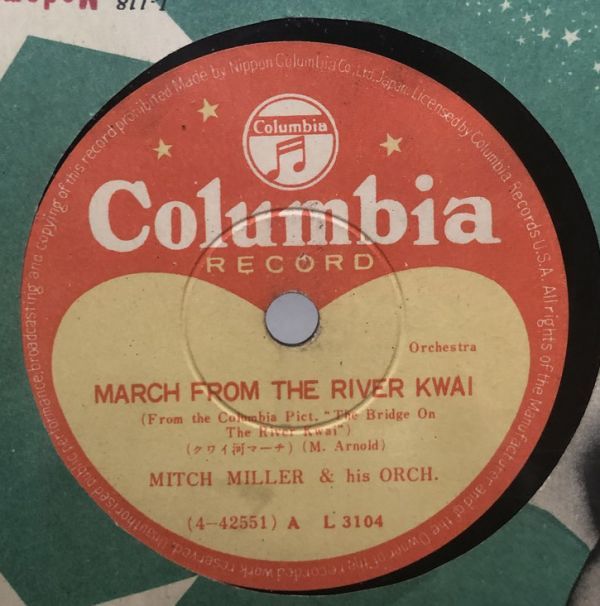 L-118 Nodom
Made by Nippon Columbia Co., Ltd. Japan. Licensed by Columbia Records U.S.A. All rights of the Manufacturer and of the Owner of the recorded work reserved. Unauthorised public performance, broadcasting and copying of this record prohibited
Columbia
Columbia
RECORD
Orchestra
MARCH FROM THE RIVER KWAI
(From the Columbia Pict. "The Bridge On
The River Kwai")
(クワイ河マーチ) (M. Arnold)
MITCH MILLER & his ORCH.
(4-42551) A L 3104